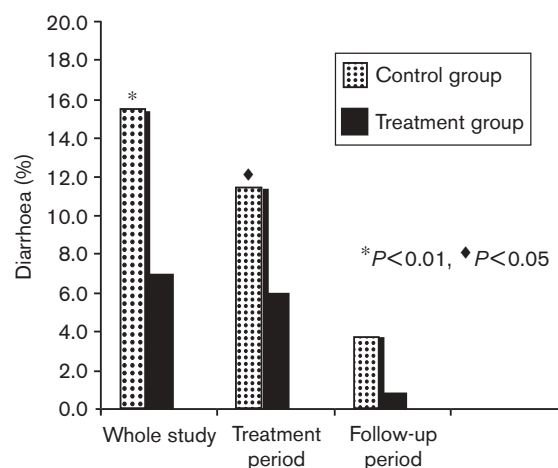 20.0
18.0
16.0
14.0
12.0
10.0
8.0
6.0
4.0
2.0
0.0
Diarrhoea (%)
*
♦
Control group
Treatment group
*P<0.01, ♦P<0.05
Whole study
Treatment
period
Follow-up
period